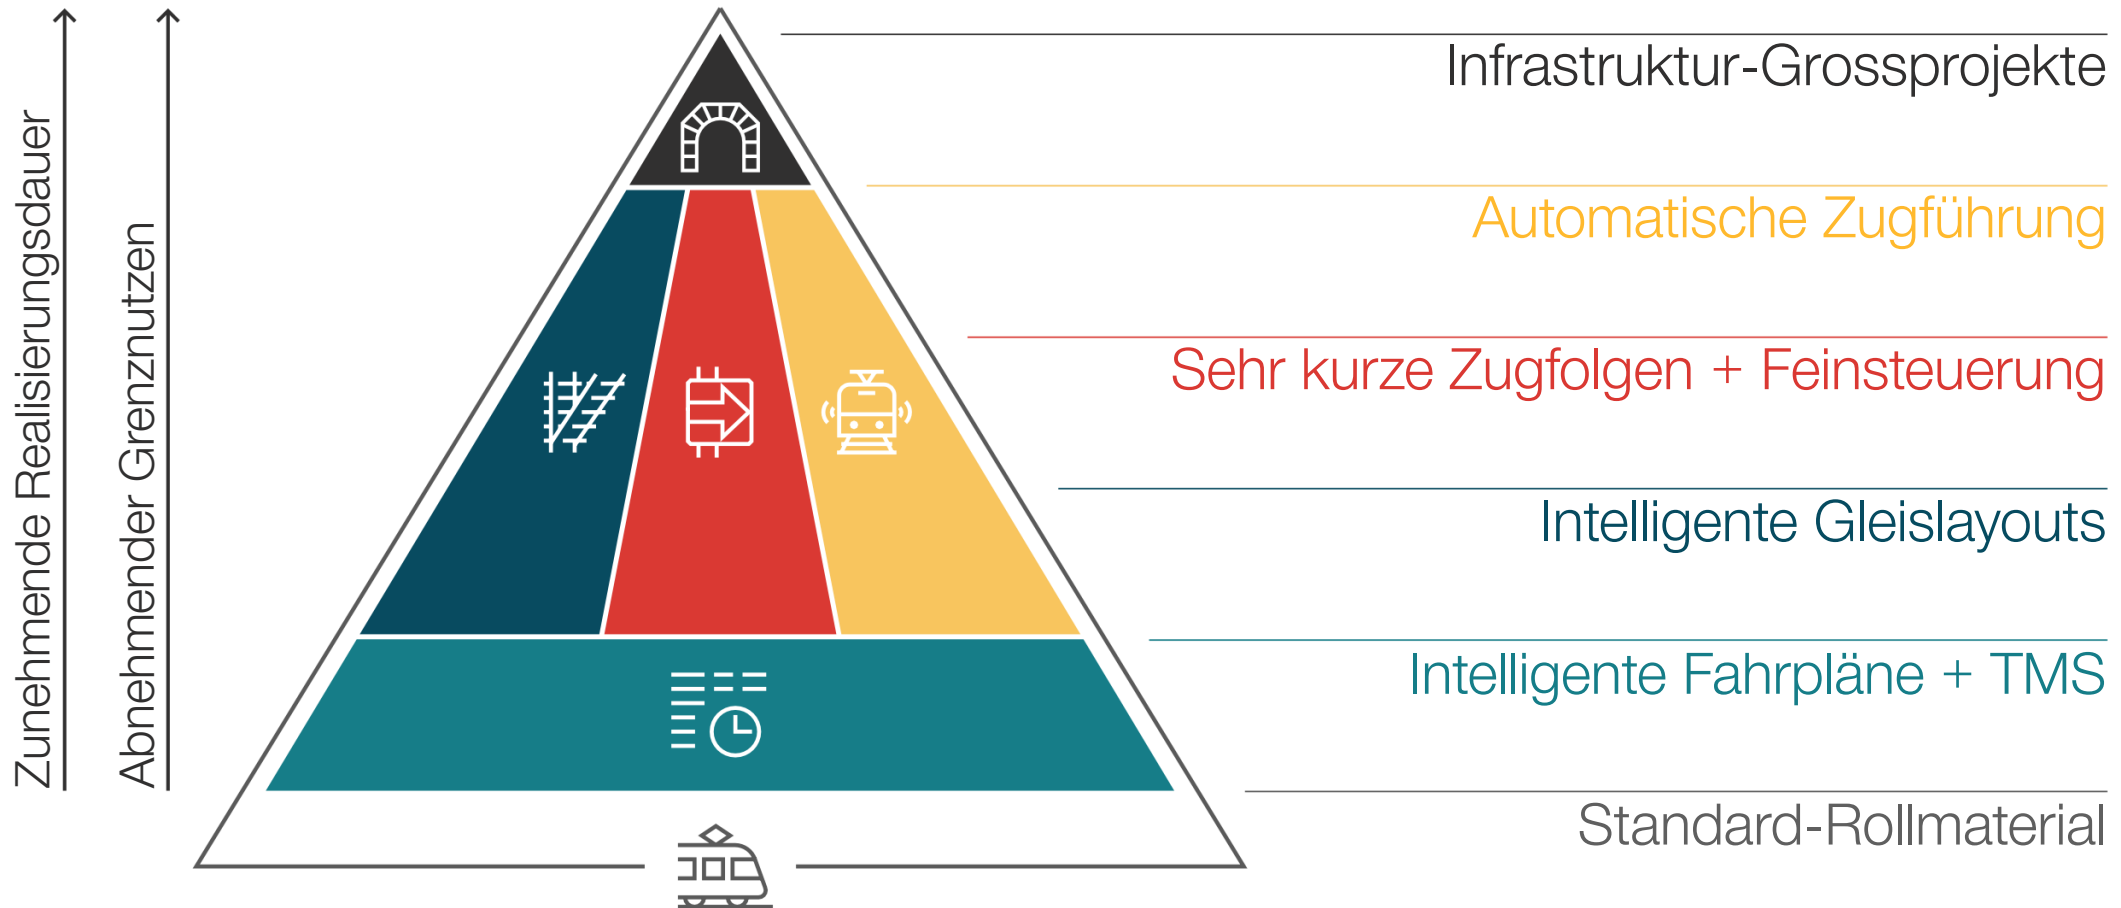 Zunehmende Realisierungsdauer
Abnehmender Grenznutzen
Infrastruktur-Grossprojekte
Automatische Zugführung
Sehr kurze Zugfolgen + Feinsteuerung
Intelligente Gleislayouts
Intelligente Fahrpläne + TMS
Standard-Rollmaterial